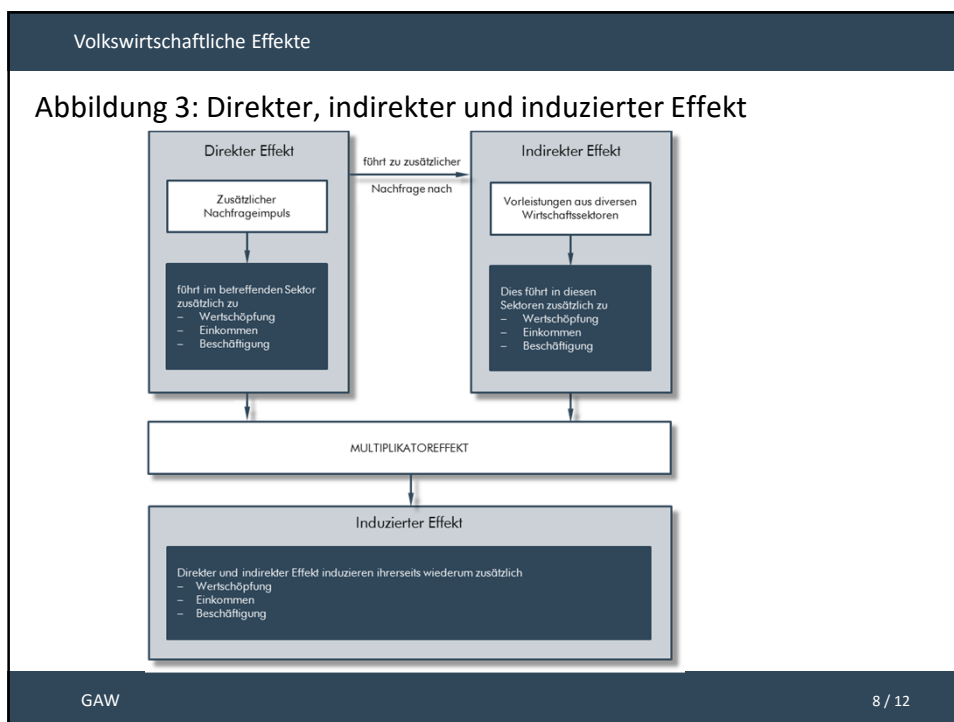 Volkswirtschaftliche Effekte
Abbildung 3: Direkter, indirekter und induzierter Effekt
Direkter Effekt
Zusätzlicher
Nachfrageimpuls
führt im betreffenden Sektor
zusätzlich zu
– Wertschöpfung
– Einkommen
– Beschäftigung
führt zu zusätzlicher
Nachfrage nach
Indirekter Effekt
Vorleistungen aus diversen
Wirtschaftssektoren
Dies führt in diesen
Sektoren zusätzlich zu
– Wertschöpfung
– Einkommen
– Beschäftigung
MULTIPLIKATOREFFEKT
Induzierter Effekt
Direkter und indirekter Effekt induzieren ihrerseits wiederum zusätzlich
– Wertschöpfung
– Einkommen
– Beschäftigung
GAW
8 / 12